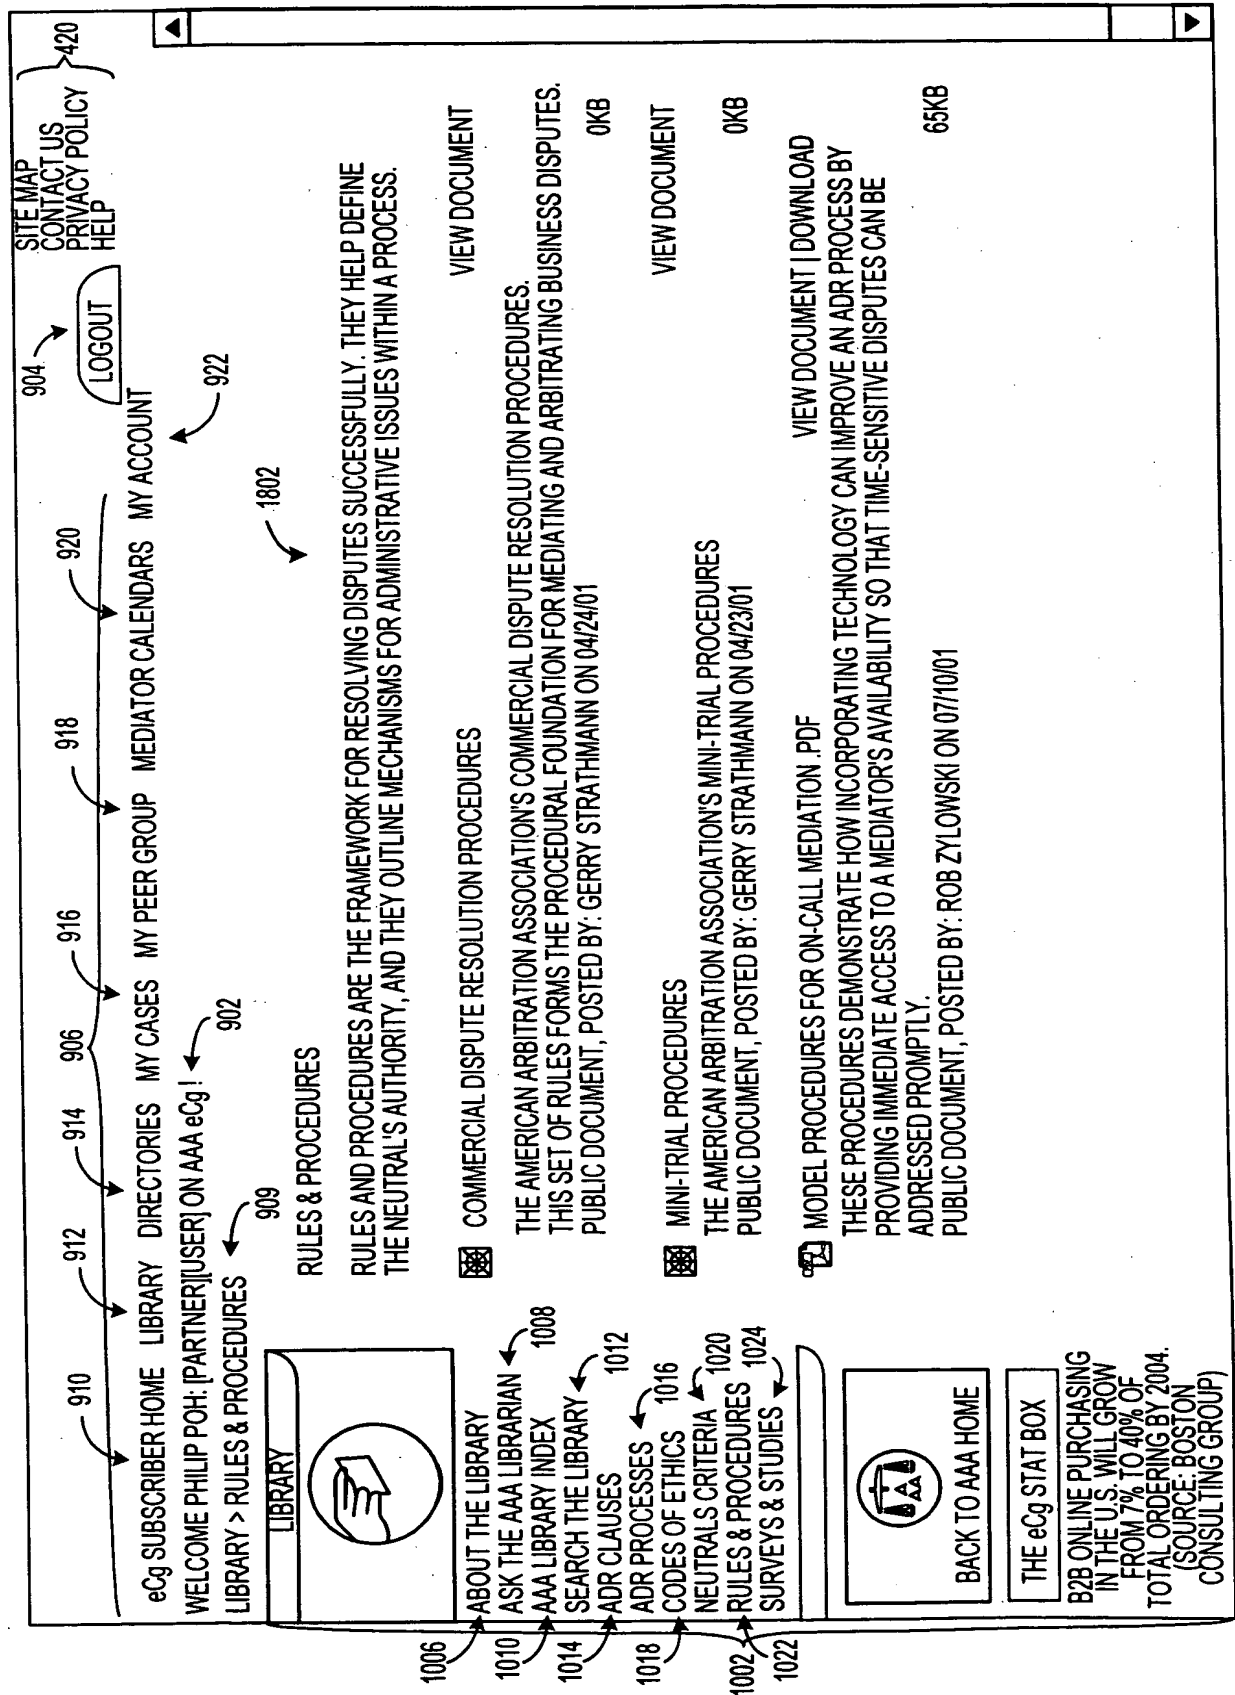 904
SITE MAP
CONTACT US
PRIVACY POLICY
HELP
420
LOGOUT
910
912
914
906
916
918
920
eCg SUBSCRIBER HOME LIBRARY DIRECTORIES MY CASES MY PEER GROUP MEDIATOR CALENDARS MY ACCOUNT
922
WELCOME PHILIP POH: [PARTNER][USER] ON AAA eCg !
902
LIBRARY > RULES & PROCEDURES
909
1802
LIBRARY
1006
ABOUT THE LIBRARY
ASK THE AAA LIBRARIAN
1008
1010
AAA LIBRARY INDEX
SEARCH THE LIBRARY
1012
1014
ADR CLAUSES
ADR PROCESSES
1016
1018
CODES OF ETHICS
NEUTRALS CRITERIA
1020
1002
1022
RULES & PROCEDURES
SURVEYS & STUDIES
1024
AAA
BACK TO AAA HOME
THE eCg STAT BOX
B2B ONLINE PURCHASING
IN THE U.S. WILL GROW
FROM 7% TO 40% OF
TOTAL ORDERING BY 2004.
(SOURCE: BOSTON
CONSULTING GROUP)
RULES & PROCEDURES
RULES AND PROCEDURES ARE THE FRAMEWORK FOR RESOLVING DISPUTES SUCCESSFULLY. THEY HELP DEFINE
THE NEUTRAL'S AUTHORITY, AND THEY OUTLINE MECHANISMS FOR ADMINISTRATIVE ISSUES WITHIN A PROCESS.
COMMERCIAL DISPUTE RESOLUTION PROCEDURES VIEW DOCUMENT
THE AMERICAN ARBITRATION ASSOCIATION'S COMMERCIAL DISPUTE RESOLUTION PROCEDURES.
THIS SET OF RULES FORMS THE PROCEDURAL FOUNDATION FOR MEDIATING AND ARBITRATING BUSINESS DISPUTES.
PUBLIC DOCUMENT, POSTED BY: GERRY STRATHMANN ON 04/24/01 0KB
MINI-TRIAL PROCEDURES VIEW DOCUMENT
THE AMERICAN ARBITRATION ASSOCIATION'S MINI-TRIAL PROCEDURES
PUBLIC DOCUMENT, POSTED BY: GERRY STRATHMANN ON 04/23/01 0KB
MODEL PROCEDURES FOR ON-CALL MEDIATION .PDF VIEW DOCUMENT | DOWNLOAD
THESE PROCEDURES DEMONSTRATE HOW INCORPORATING TECHNOLOGY CAN IMPROVE AN ADR PROCESS BY
PROVIDING IMMEDIATE ACCESS TO A MEDIATOR'S AVAILABILITY SO THAT TIME-SENSITIVE DISPUTES CAN BE
ADDRESSED PROMPTLY.
PUBLIC DOCUMENT, POSTED BY: ROB ZYLOWSKI ON 07/10/01 65KB